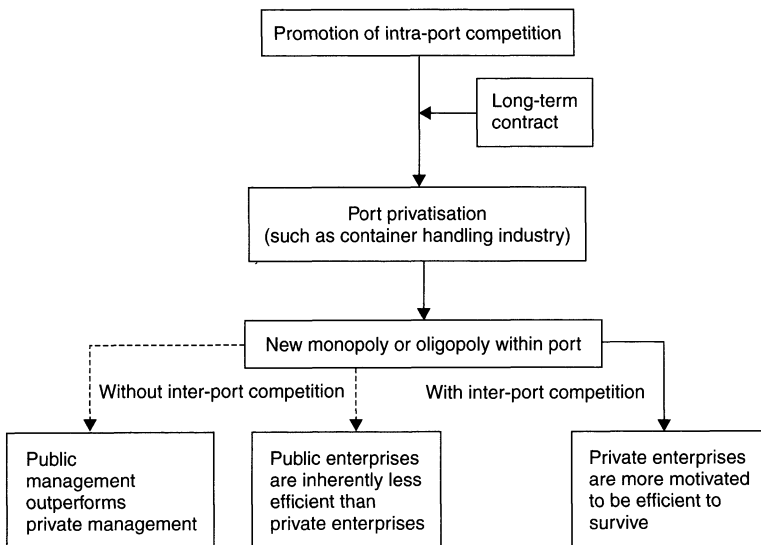 Promotion of intra-port competition
Long-term
contract
Port privatisation
(such as container handling industry)
New monopoly or oligopoly within port
Without inter-port competition
With inter-port competition
Public
management
outperforms
private management
Public enterprises
are inherently less
efficient than
private enterprises
Private enterprises
are more motivated
to be efficient to
survive